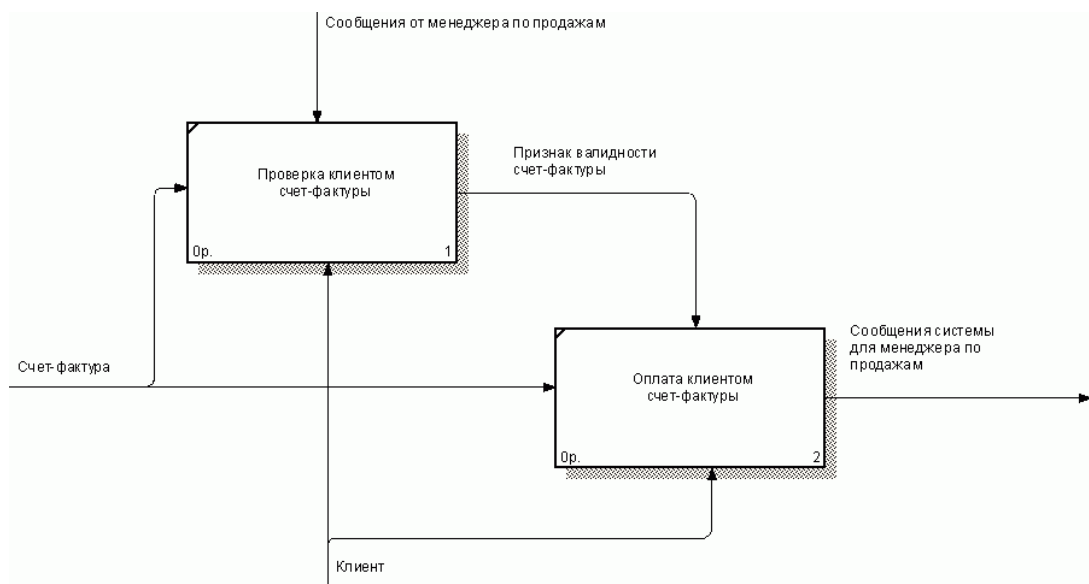 Сообщения от менеджера по продажам
Проверка клиентом
счет-фактуры
0р.
1
Признак валидности
счет-фактуры
Счет-фактура
Оплата клиентом
счет-фактуры
0р.
2
Сообщения системы
для менеджера по
продажам
Клиент